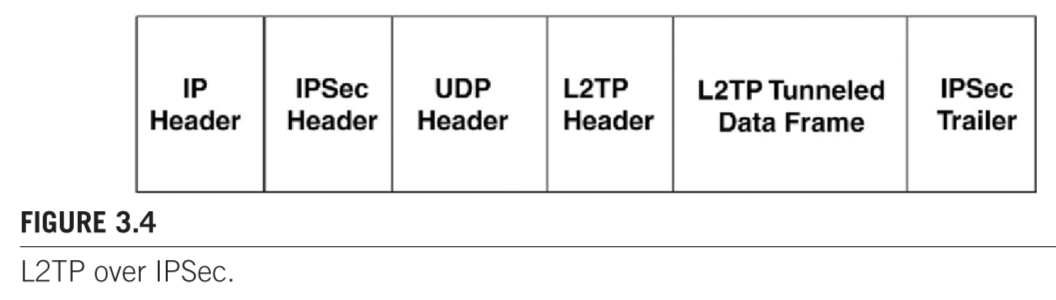 IP Header
IPSec Header
UDP Header
L2TP Header
L2TP Tunneled Data Frame
IPSec Trailer
FIGURE 3.4
L2TP over IPSec.